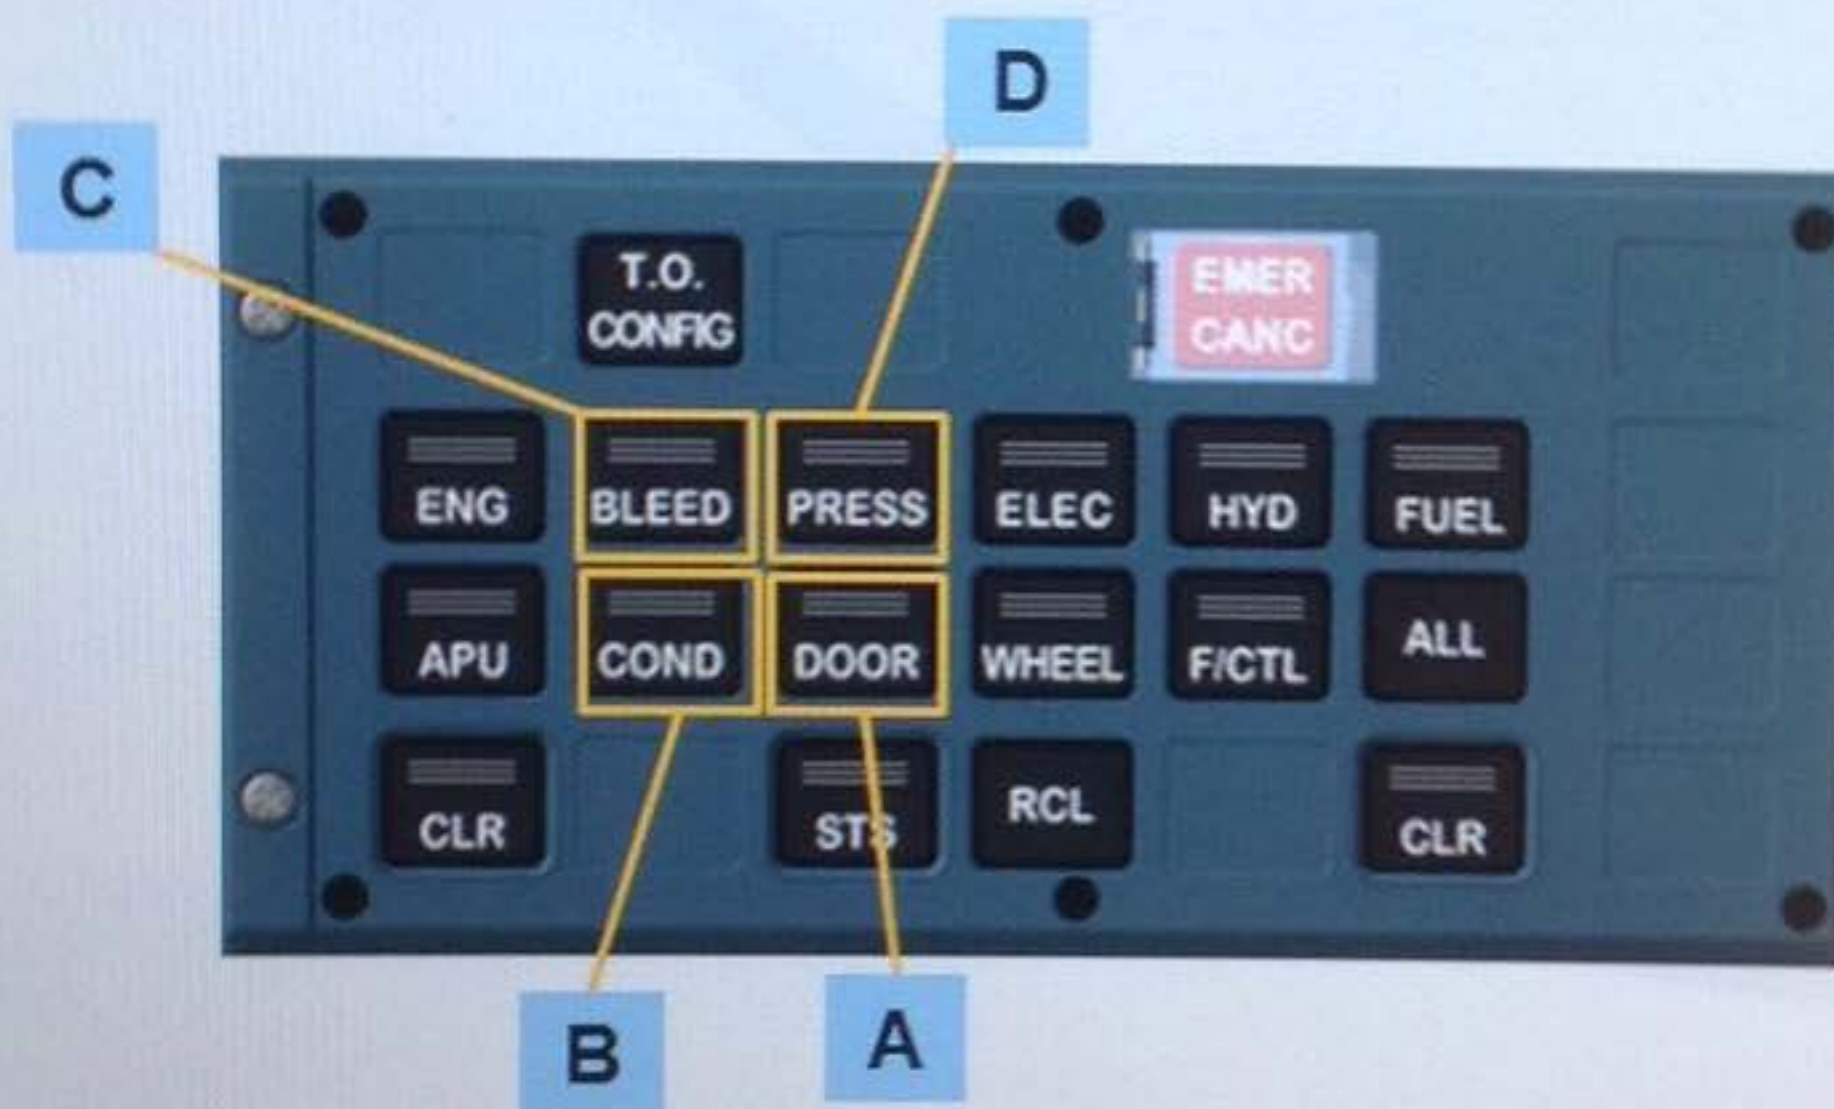 D
C
T.O.
CONFIG
EMER
CANC
ENG
BLEED
PRESS
ELEC
HYD
FUEL
APU
COND
DOOR
WHEEL
F/CTL
ALL
CLR
STS
RCL
CLR
B
A